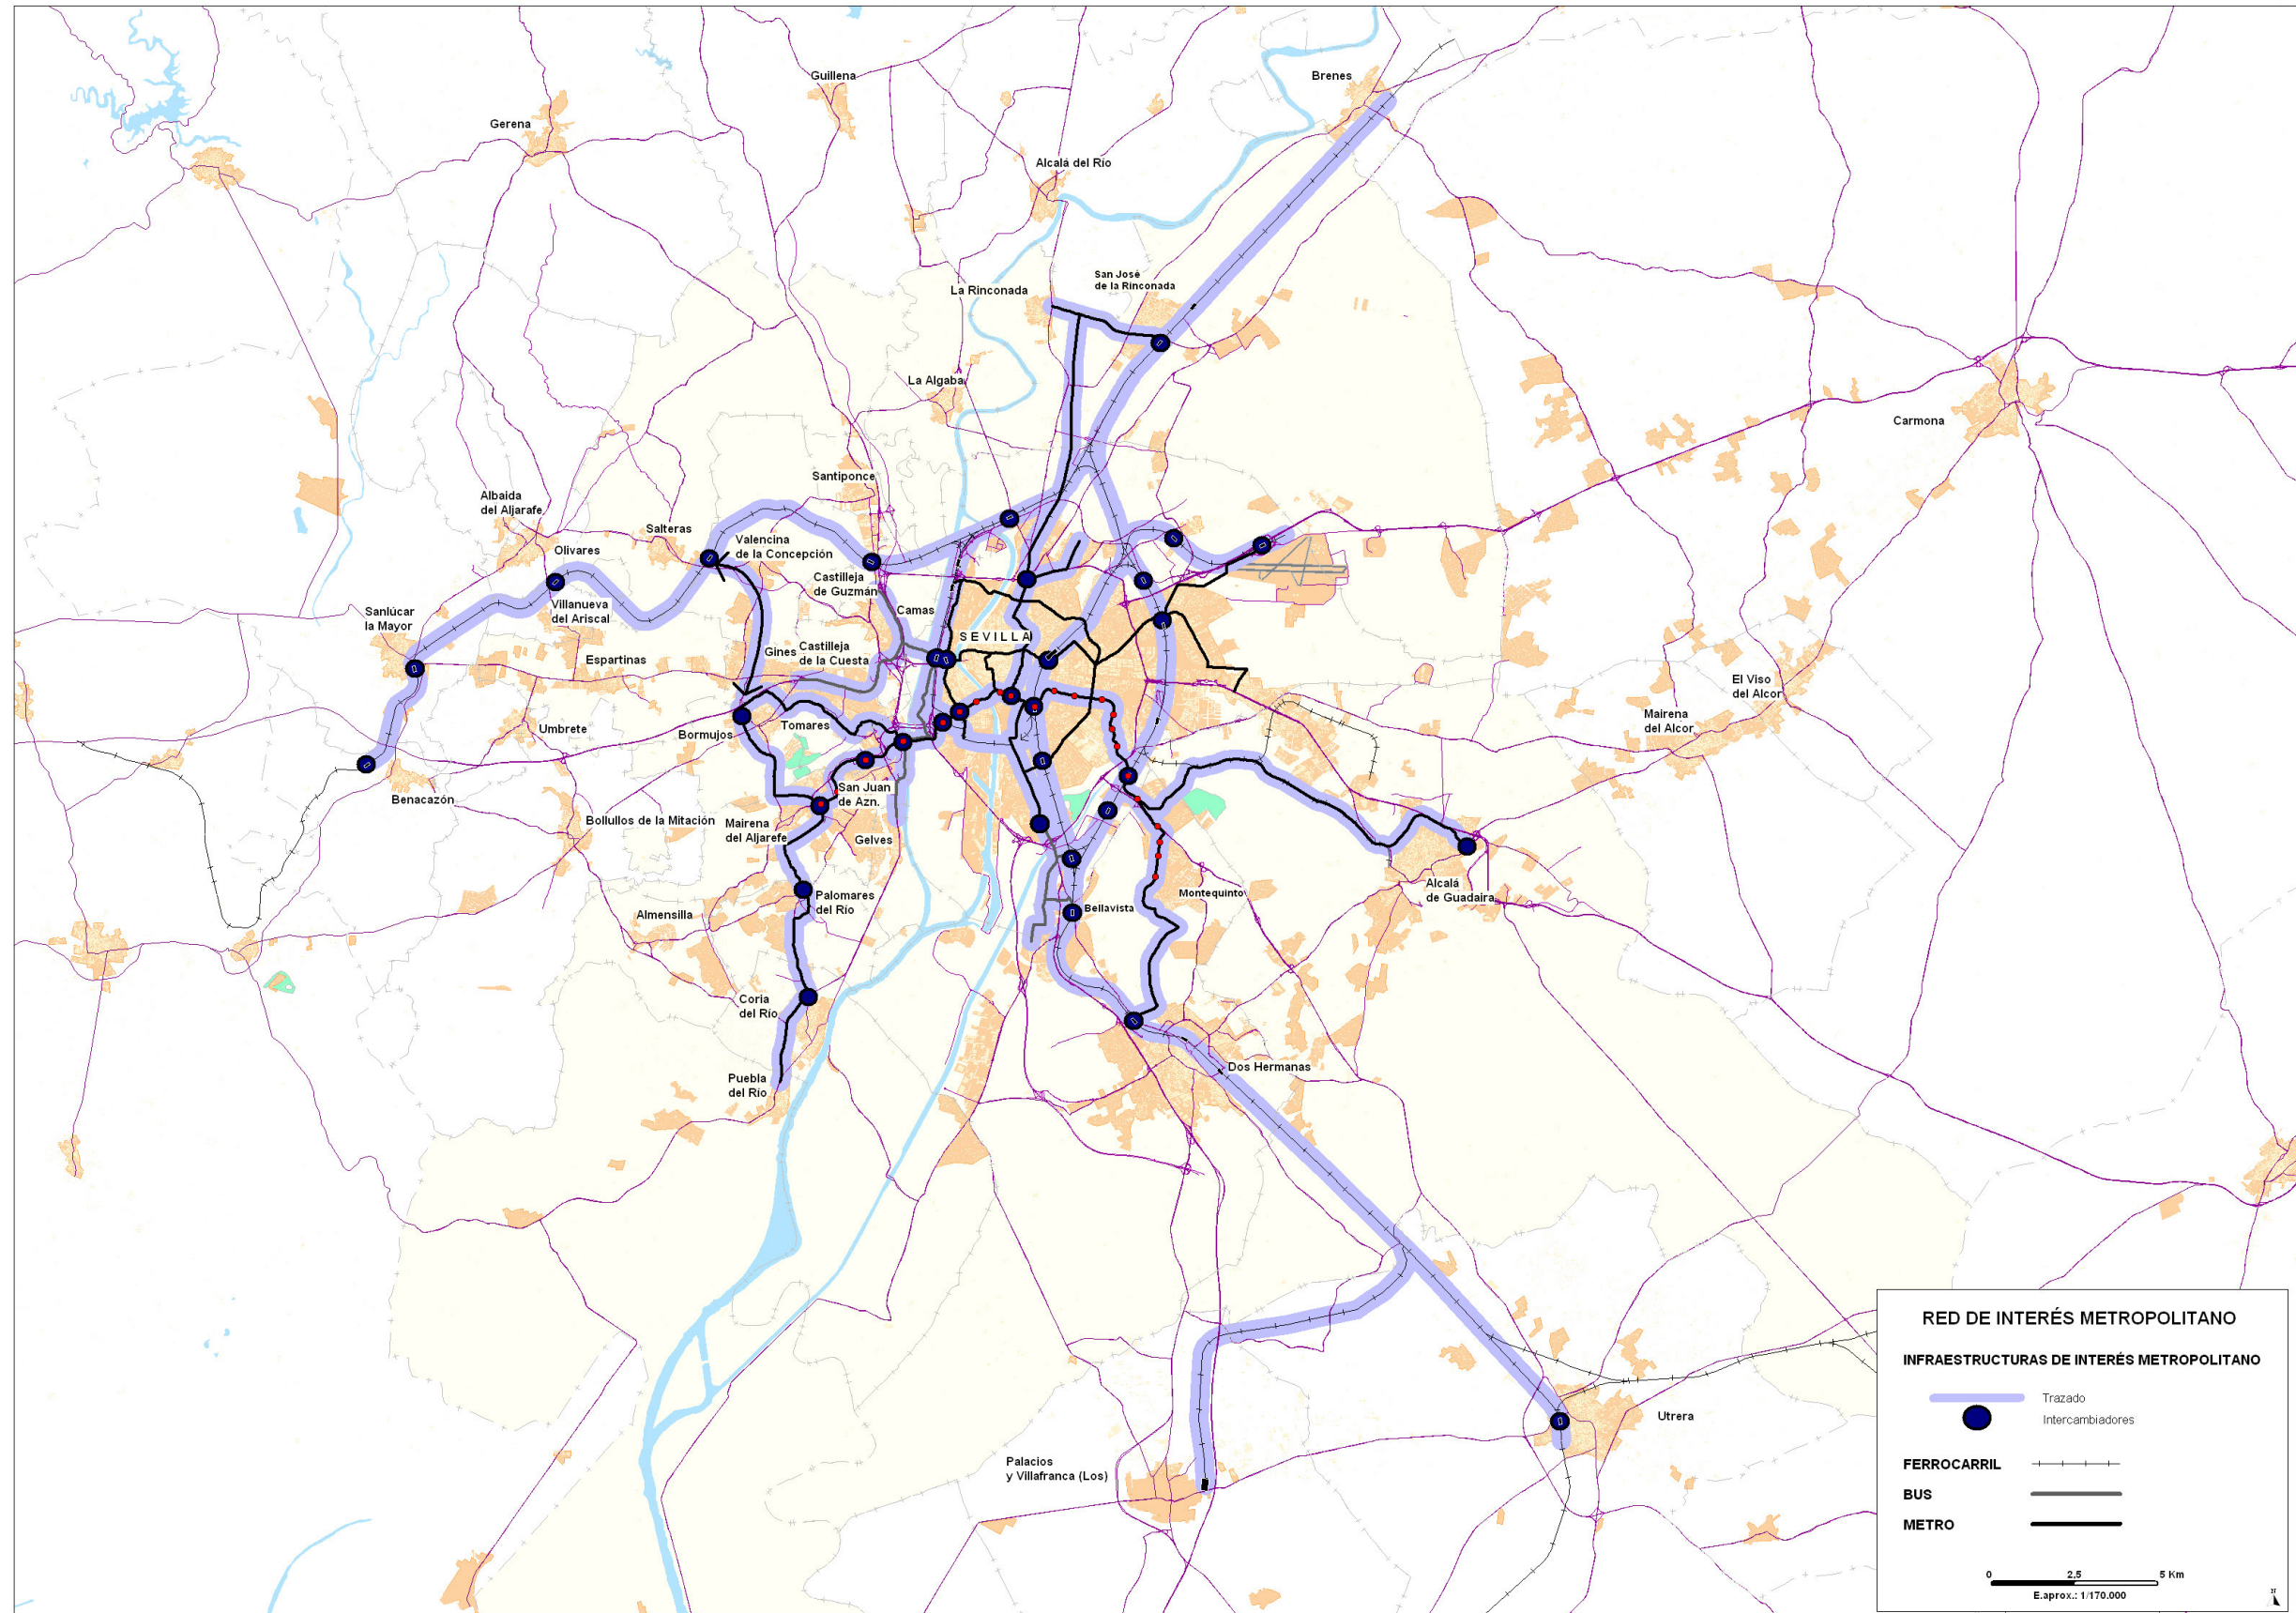 Guillena
Brenes
Gerena
Alcalá del Río
San José
de la Rinconada
La Rinconada
La Algaba
Carmona
Santiponce
Albaida
del Aljarafe
Salteras
Valencina
de la Concepción
Olivares
Castilleja
de Guzmán
Villanueva
del Ariscal
Sanlúcar
la Mayor
Camas
SEVILLA
Gines
Castilleja
de la Cuesta
Espartinas
El Viso
del Alcor
Mairena
del Alcor
Umbrete
Tomares
Bormujos
San Juan
de Azn.
Benacazón
Bollullos de la Mitación
Mairena
del Aljarefe
Gelves
Alcalá
de Guadaira
Montequinto
Palomares
del Río
Bellavista
Almensilla
Coria
del Río
Dos Hermanas
Puebla
del Río
Utrera
Palacios
y Villafranca (Los)
RED DE INTERÉS METROPOLITANO
INFRAESTRUCTURAS DE INTERÉS METROPOLITANO
Trazado
Intercambiadores
FERROCARRIL
BUS
METRO
0 2,5 5 Km
E.aprox.: 1/170.000